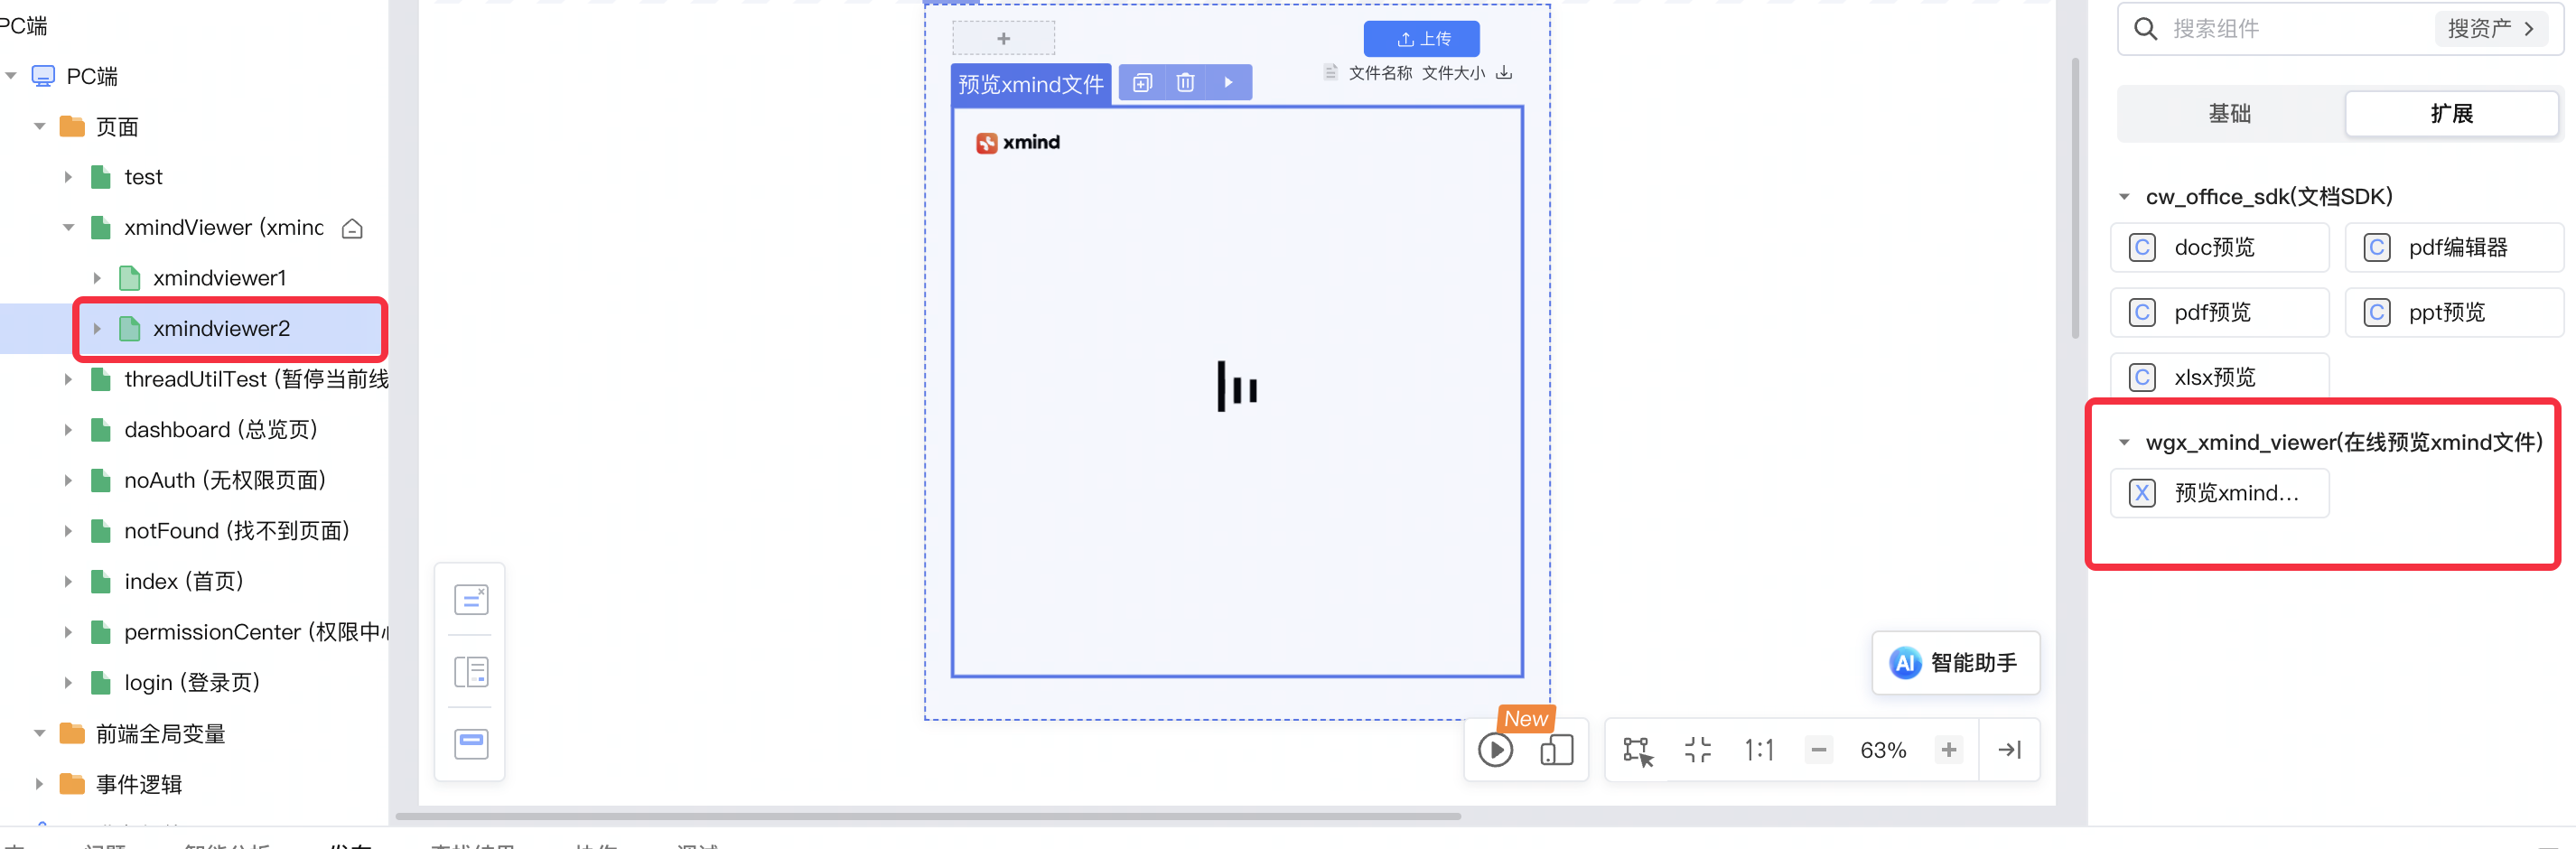 PC端
PC端
页面
test
xmindViewer (xminc
xmindviewer1
xmindviewer2
threadUtilTest (暂停当前线
dashboard (总览页)
noAuth (无权限页面)
notFound (找不到页面)
index (首页)
permissionCenter (权限中心
login (登录页)
前端全局变量
事件逻辑
+
上传
文件名称 文件大小
预览xmind文件
xmind
AI 智能助手
New
1:1
63%
搜索组件
搜资产
基础
扩展
cw_office_sdk(文档SDK)
C doc预览
C pdf编辑器
C pdf预览
C ppt预览
C xlsx预览
wgx_xmind_viewer(在线预览xmind文件)
X 预览xmind...